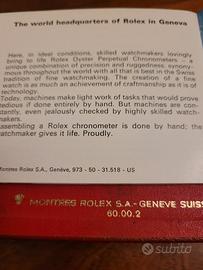 The world headquarters of Rolex in Geneva
Here, in ideal conditions, skilled watchmakers lovingly
bring to life Rolex Oyster Perpetual Chronometers - a
unique combination of precision and ruggedness; synony-
mous throughout the world with all that is best in the Swiss
tradition of fine watchmaking. The creation of a fine
watch is as much an achievement of craftmanship as it is of
technology.
Today, machines make light work of tasks that would prove
tedious if done entirely by hand. But machines are con-
stantly, even jealously checked by highly skilled watch-
makers.
Assembling a Rolex chronometer is done by hand; the
watchmaker gives it life. Proudly.
Montres Rolex S.A., Genève, 973 - 50 - 31.518 - US
MONTRES ROLEX S.A. - GENEVE SUISS
60.00.2
subito